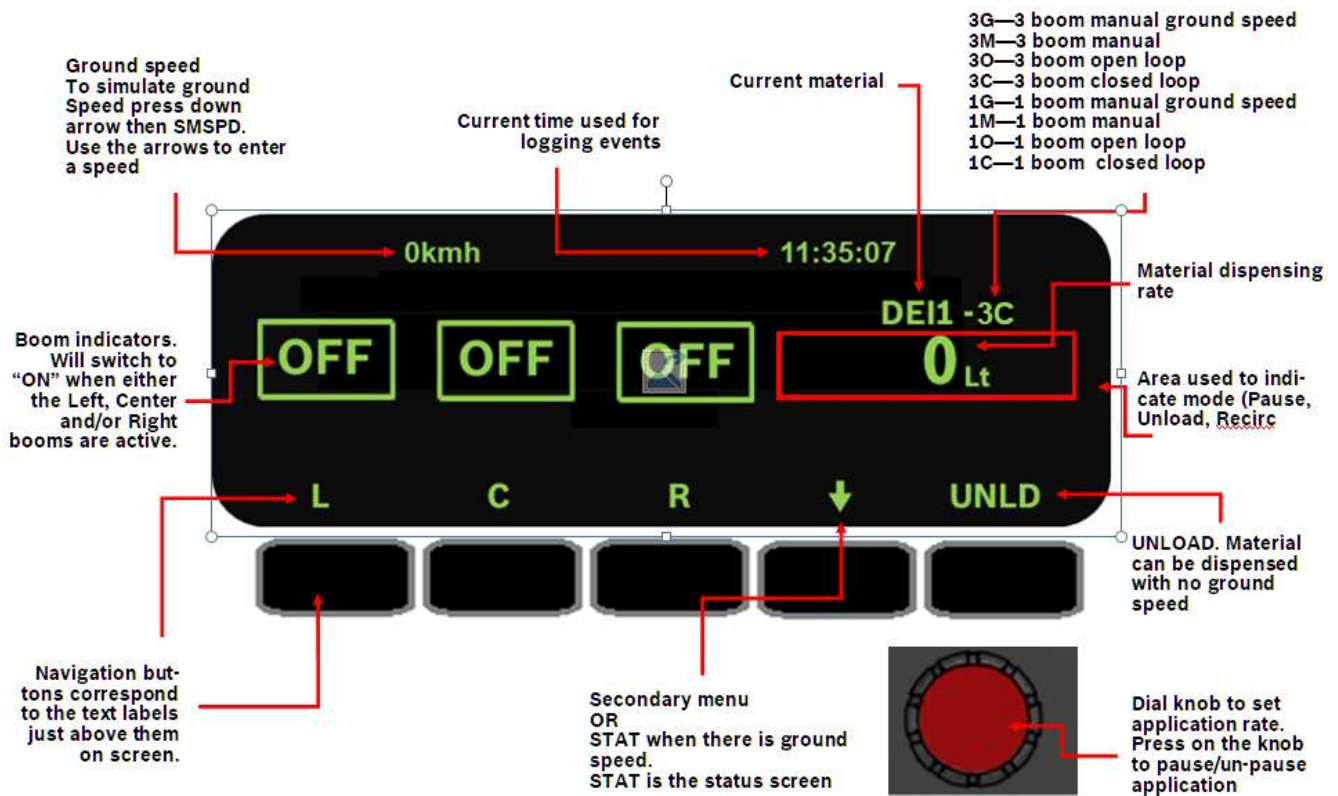 3G—3 boom manual ground speed
3M—3 boom manual
3O—3 boom open loop
3C—3 boom closed loop
1G—1 boom manual ground speed
1M—1 boom manual
1O—1 boom open loop
1C—1 boom  closed loop
Ground speed
To simulate ground
Speed press down
arrow then SMSPD.
Use the arrows to enter
a speed
Current time used for
logging events
Current material
0kmh
11:35:07
DEI1 -3C
Material dispensing
rate
Boom indicators.
Will switch to
“ON” when either
the Left, Center
and/or Right
booms are active.
OFF
OFF
OFF
0 Lt
Area used to indi-
cate mode (Pause,
Unload, Recirc
L
C
R
UNLD
UNLOAD. Material
can be dispensed
with no ground
speed
Navigation but-
tons correspond
to the text labels
just above them
on screen.
Secondary menu
OR
STAT when there is ground
speed.
STAT is the status screen
Dial knob to set
application rate.
Press on the knob
to pause/un-pause
application